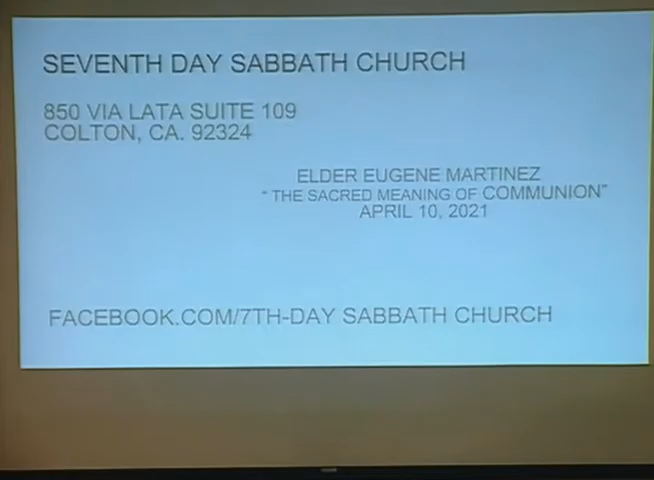 SEVENTH DAY SABBATH CHURCH
850 VIA LATA SUITE 109
COLTON, CA. 92324
ELDER EUGENE MARTINEZ
“ THE SACRED MEANING OF COMMUNION”
APRIL 10, 2021
FACEBOOK.COM/7TH-DAY SABBATH CHURCH